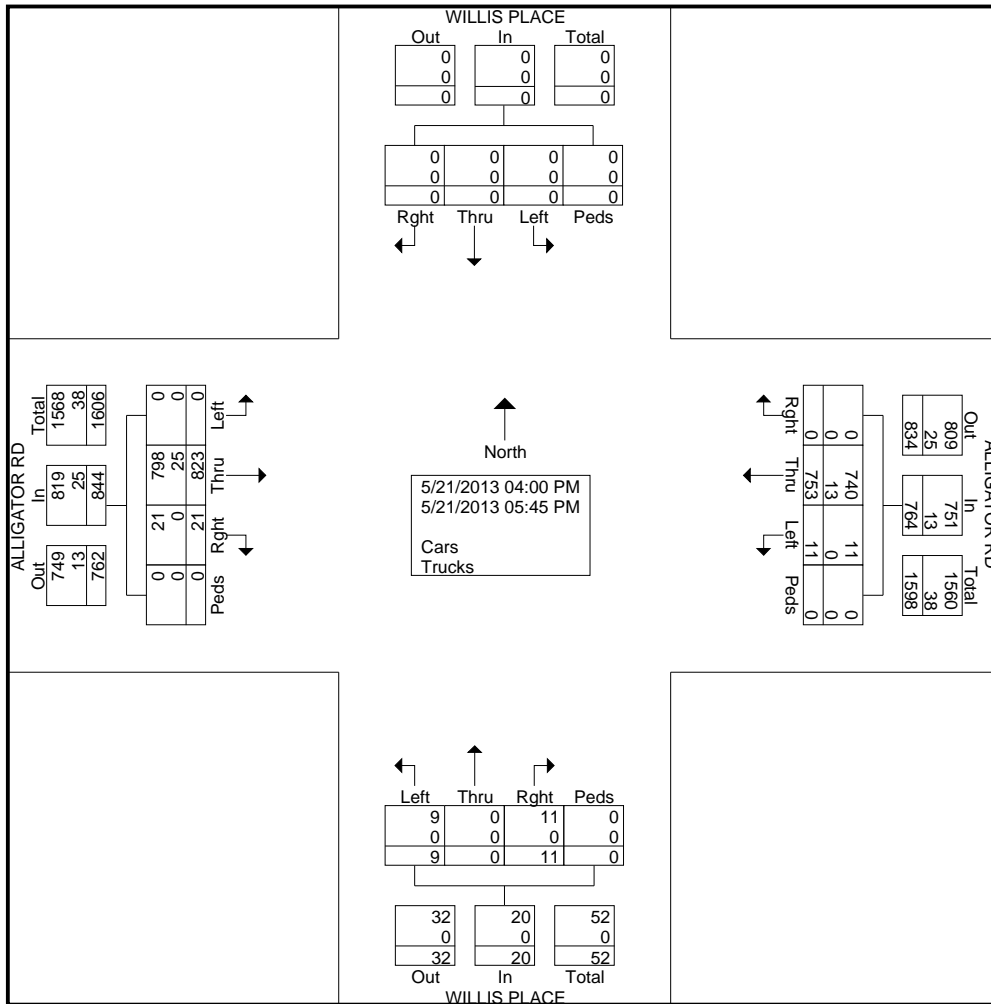 WILLIS PLACE
Out In Total
0 0 0
0 0 0
0 0 0
0 0 0 0
0 0 0 0
0 0 0 0
Rght Thru Left Peds
ALLIGATOR RD
Total In Out
1568 819 749
38 25 13
1606 844 762
0 798 21 0
0 25 0 0
0 823 21 0
Left Thru Rght Peds
North
5/21/2013 04:00 PM
5/21/2013 05:45 PM
Cars
Trucks
Rght Thru Left Peds
0 740 11 0
0 13 0 0
0 753 11 0
Out In Total
809 751 1560
25 13 38
834 764 1598
ALLIGATOR RD
Left Thru Rght Peds
9 0 11 0
0 0 0 0
9 0 11 0
32 20 52
0 0 0
32 20 52
Out In Total
WILLIS PLACE